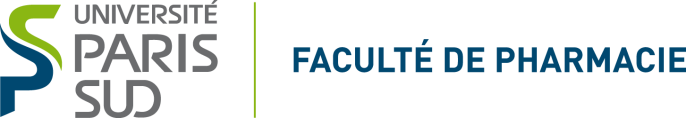 UNIVERSITÉ
PARIS
SUD
FACULTÉ DE PHARMACIE